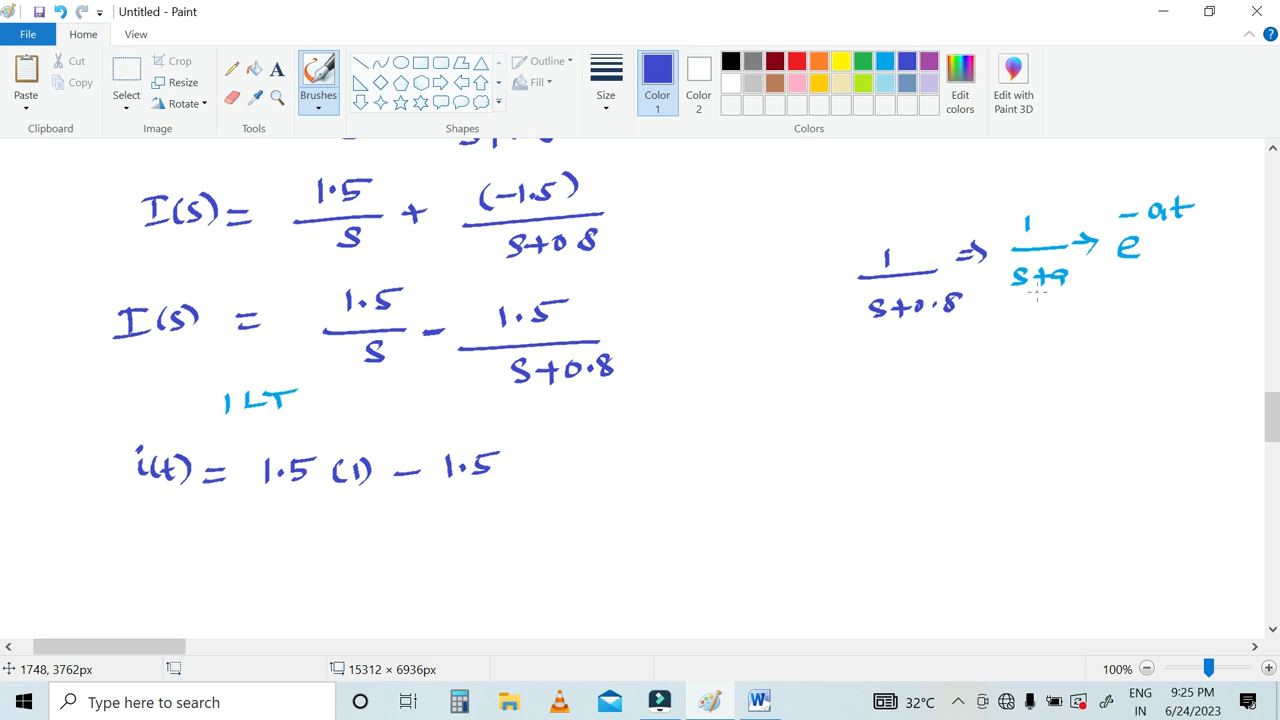 Untitled - Paint
File Home View
Paste Cut Copy Clipboard
Select Crop Resize Rotate Image
A Tools
Brushes
Outline Fill Shapes
Size
Color 1 Color 2 Edit colors Colors
Edit with Paint 3D
I(s) = 1.5/s + (-1.5)/s+0.8
1/s+0.8 ⇒ 1/s+a → e^-at
I(s) = 1.5/s - 1.5/s+0.8
ILT
i(t) = 1.5 (1) - 1.5
1748, 3762px 15312 × 6936px 100%
Type here to search 32°C ENG IN 9:25 PM 6/24/2023